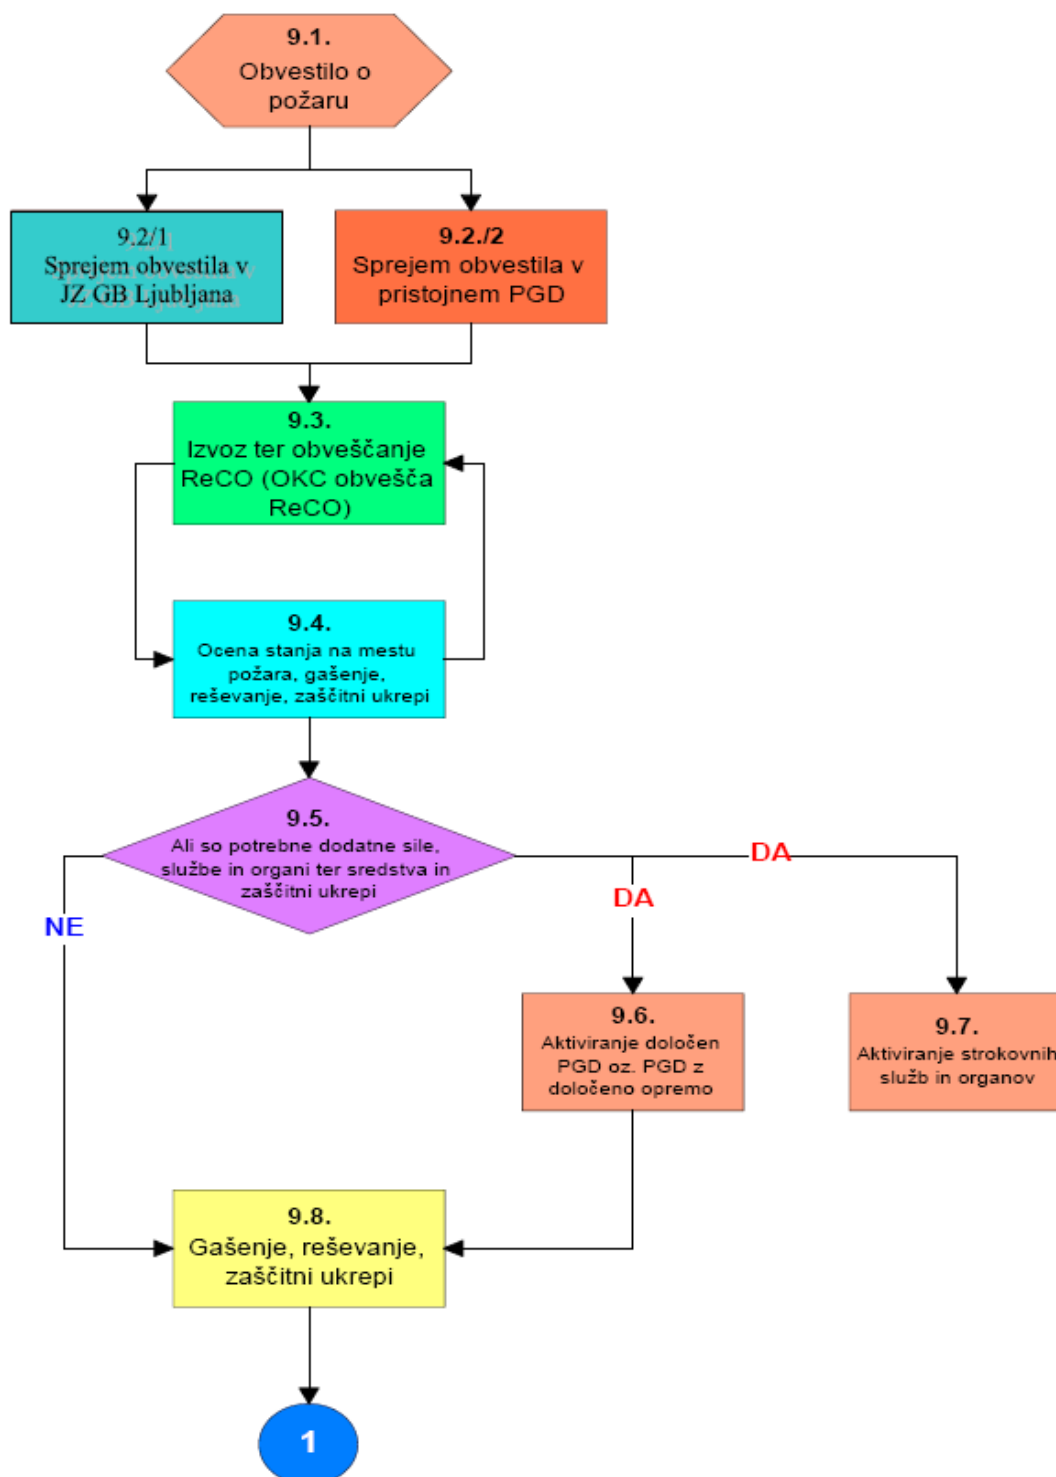 9.1.
Obvestilo o
požaru
9.2/1
Sprejem obvestila v
JZ GB Ljubljana
9.2./2
Sprejem obvestila v
pristojnem PGD
9.3.
Izvoz ter obveščanje
ReCO (OKC obvešča
ReCO)
9.4.
Ocena stanja na mestu
požara, gašenje,
reševanje, zaščitni ukrepi
9.5.
Ali so potrebne dodatne sile,
službe in organi ter sredstva in
zaščitni ukrepi
DA
DA
NE
9.6.
Aktiviranje določen
PGD oz. PGD z
določeno opremo
9.7.
Aktiviranje strokovnih
služb in organov
9.8.
Gašenje, reševanje,
zaščitni ukrepi
1